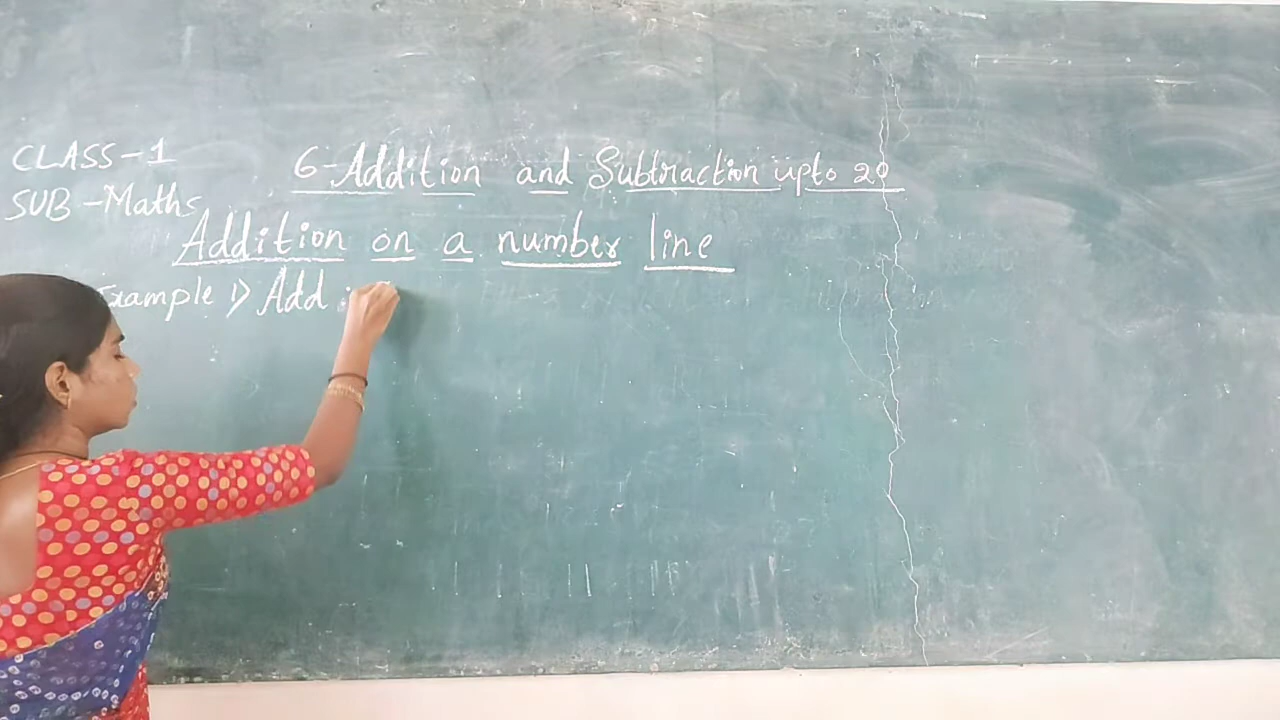 CLASS-1
SUB-Maths
6-Addition and Subtraction upto 20
Addition on a number line
Example 1) Add